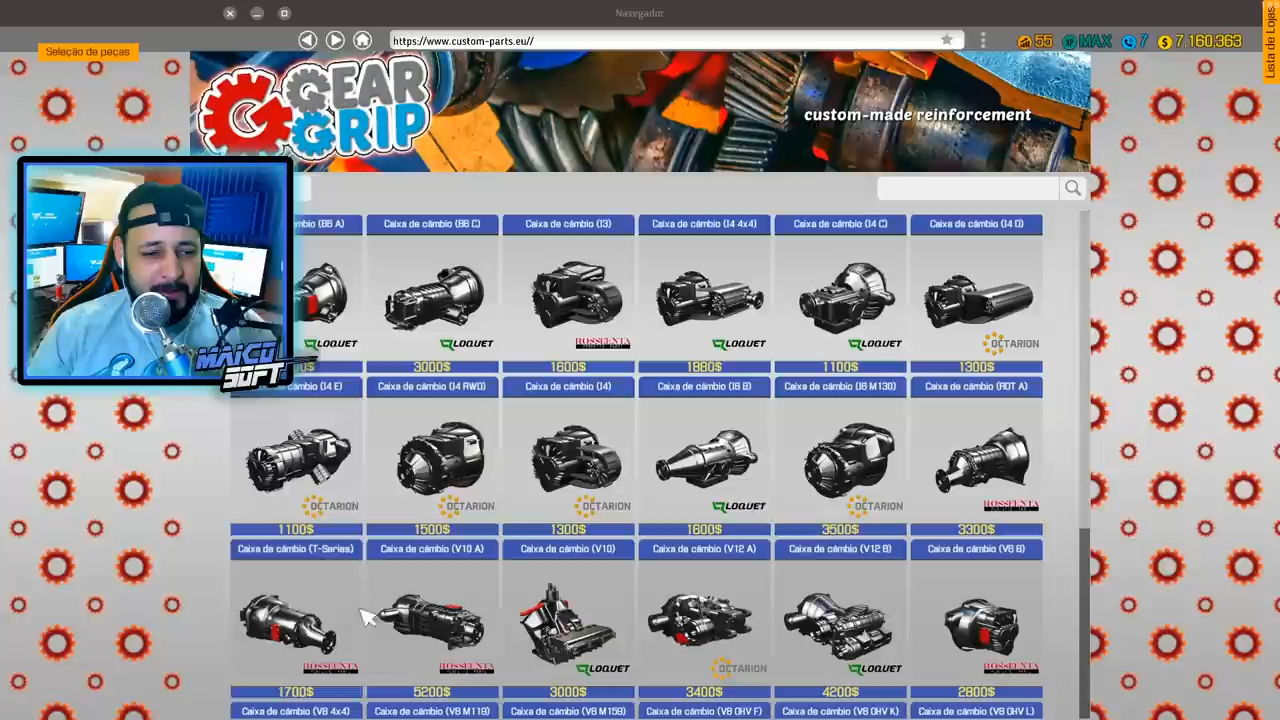 Navegador
https://www.custom-parts.eu//
55 MAX 7 7.160.363
Lista de Lojas
Seleção de peças
GEAR GRIP
custom-made reinforcement
Caixa de câmbio (B6 C)
Caixa de câmbio (I3)
Caixa de câmbio (I4 4x4)
Caixa de câmbio (I4 C)
Caixa de câmbio (I4 D)
LOQUET
LOQUET
ROSSFENTA
LOQUET
LOQUET
OCTARION
3000$
1600$
1880$
1100$
1300$
MAICO SOFT
Caixa de câmbio (I4 RWD)
Caixa de câmbio (I4)
Caixa de câmbio (I6 B)
Caixa de câmbio (I6 M130)
Caixa de câmbio (RDT A)
OCTARION
OCTARION
OCTARION
LOQUET
OCTARION
ROSSFENTA
1100$
1500$
1300$
1600$
3500$
3300$
Caixa de câmbio (T-Series)
Caixa de câmbio (V10 A)
Caixa de câmbio (V10)
Caixa de câmbio (V12 A)
Caixa de câmbio (V12 B)
Caixa de câmbio (V6 B)
ROSSFENTA
ROSSFENTA
LOQUET
OCTARION
LOQUET
ROSSFENTA
1700$
5200$
3000$
3400$
4200$
2800$
Caixa de câmbio (V8 4x4)
Caixa de câmbio (V8 M119)
Caixa de câmbio (V8 M159)
Caixa de câmbio (V8 OHV F)
Caixa de câmbio (V8 OHV K)
Caixa de câmbio (V8 OHV L)